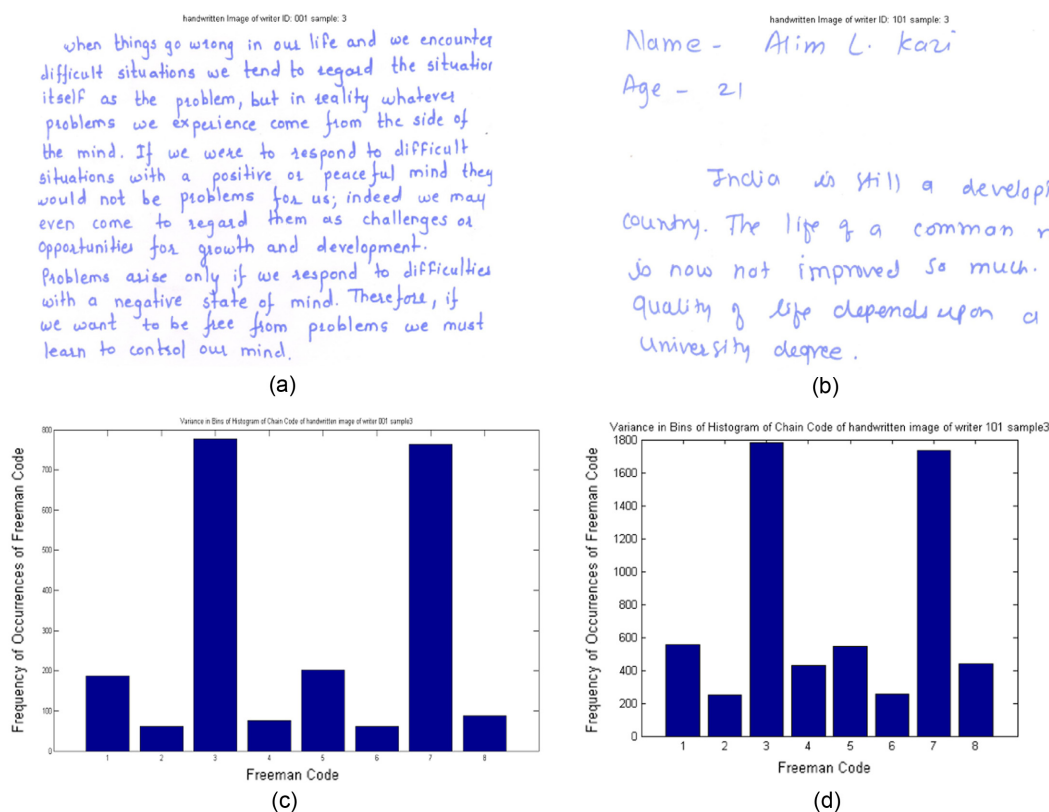 handwritten Image of writer ID: 001 sample: 3
when things go wrong in our life and we encounter
difficult situations we tend to regard the situation
itself as the problem, but in reality whatever
problems we experience come from the side of
the mind. If we were to respond to difficult
situations with a positive or peaceful mind they
would not be problems for us; indeed we may
even come to regard them as challenges or
opportunities for growth and development.
Problems arise only if we respond to difficulties
with a negative state of mind. Therefore, if
we want to be free from problems we must
learn to control our mind.
(a)
handwritten Image of writer ID: 101 sample: 3
Name - Alim L. Kazi
Age - 21
India is still a developi
country. The life of a common
is now not improved so much.
quality of life depends upon a
University degree.
(b)
Variance in Bins of Histogram of Chain Code of handwritten image of writer 001 sample3
Frequency of Occurrences of Freeman Code
800
700
600
500
400
300
200
100
0
1 2 3 4 5 6 7 8
Freeman Code
(c)
Variance in Bins of Histogram of Chain Code of handwritten image of writer 101 sample3
Frequency of Occurrences of Freeman Code
1800
1600
1400
1200
1000
800
600
400
200
0
1 2 3 4 5 6 7 8
Freeman Code
(d)